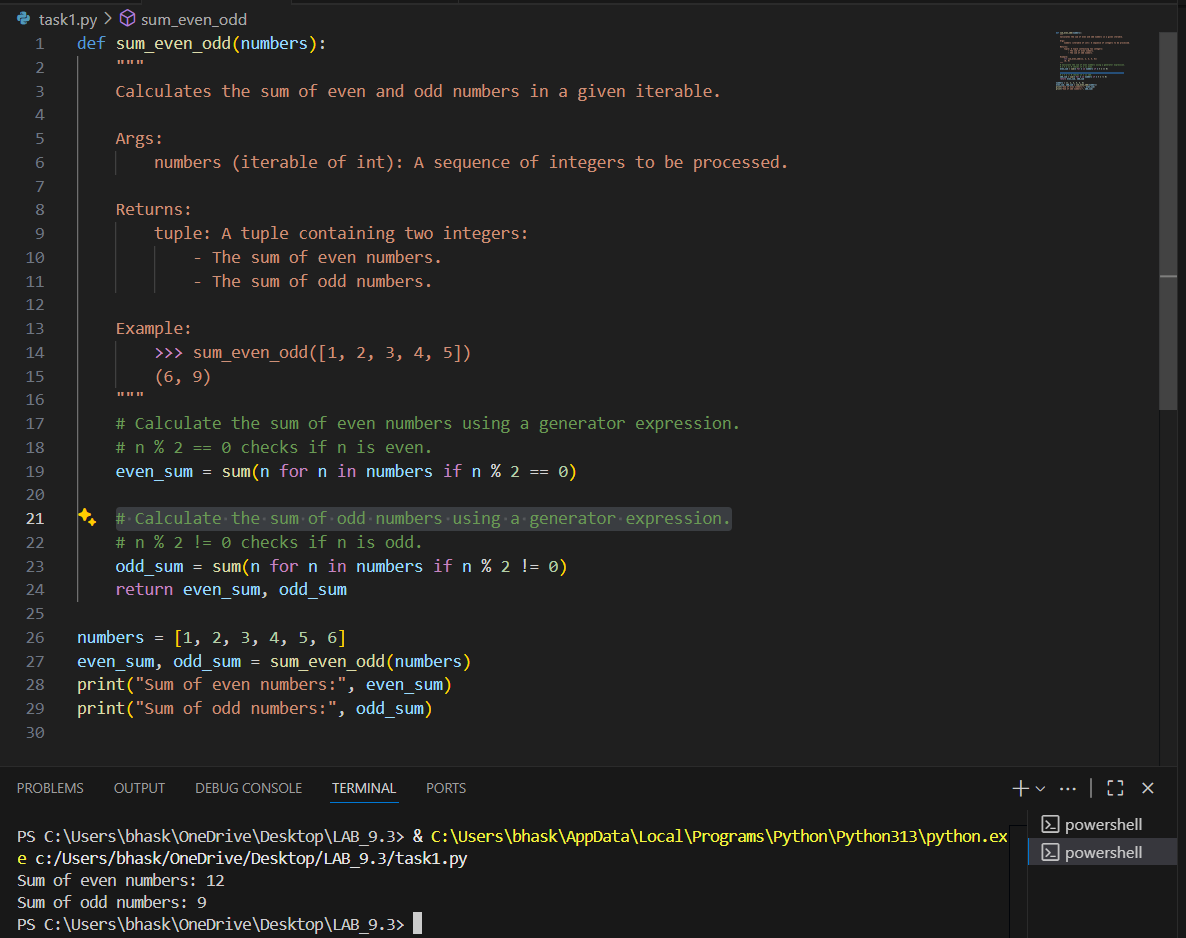 task1.py > sum_even_odd
1 def sum_even_odd(numbers):
2     """
3     Calculates the sum of even and odd numbers in a given iterable.
4
5     Args:
6         numbers (iterable of int): A sequence of integers to be processed.
7
8     Returns:
9         tuple: A tuple containing two integers:
10             - The sum of even numbers.
11             - The sum of odd numbers.
12
13     Example:
14         >>> sum_even_odd([1, 2, 3, 4, 5])
15         (6, 9)
16     """
17     # Calculate the sum of even numbers using a generator expression.
18     # n % 2 == 0 checks if n is even.
19     even_sum = sum(n for n in numbers if n % 2 == 0)
20
21     # Calculate the sum of odd numbers using a generator expression.
22     # n % 2 != 0 checks if n is odd.
23     odd_sum = sum(n for n in numbers if n % 2 != 0)
24     return even_sum, odd_sum
25
26 numbers = [1, 2, 3, 4, 5, 6]
27 even_sum, odd_sum = sum_even_odd(numbers)
28 print("Sum of even numbers:", even_sum)
29 print("Sum of odd numbers:", odd_sum)
30
PROBLEMS OUTPUT DEBUG CONSOLE TERMINAL PORTS
PS C:\Users\bhask\OneDrive\Desktop\LAB_9.3> & C:\Users\bhask\AppData\Local\Programs\Python\Python313\python.ex
e c:/Users/bhask/OneDrive/Desktop/LAB_9.3/task1.py
Sum of even numbers: 12
Sum of odd numbers: 9
PS C:\Users\bhask\OneDrive\Desktop\LAB_9.3>
powershell
powershell